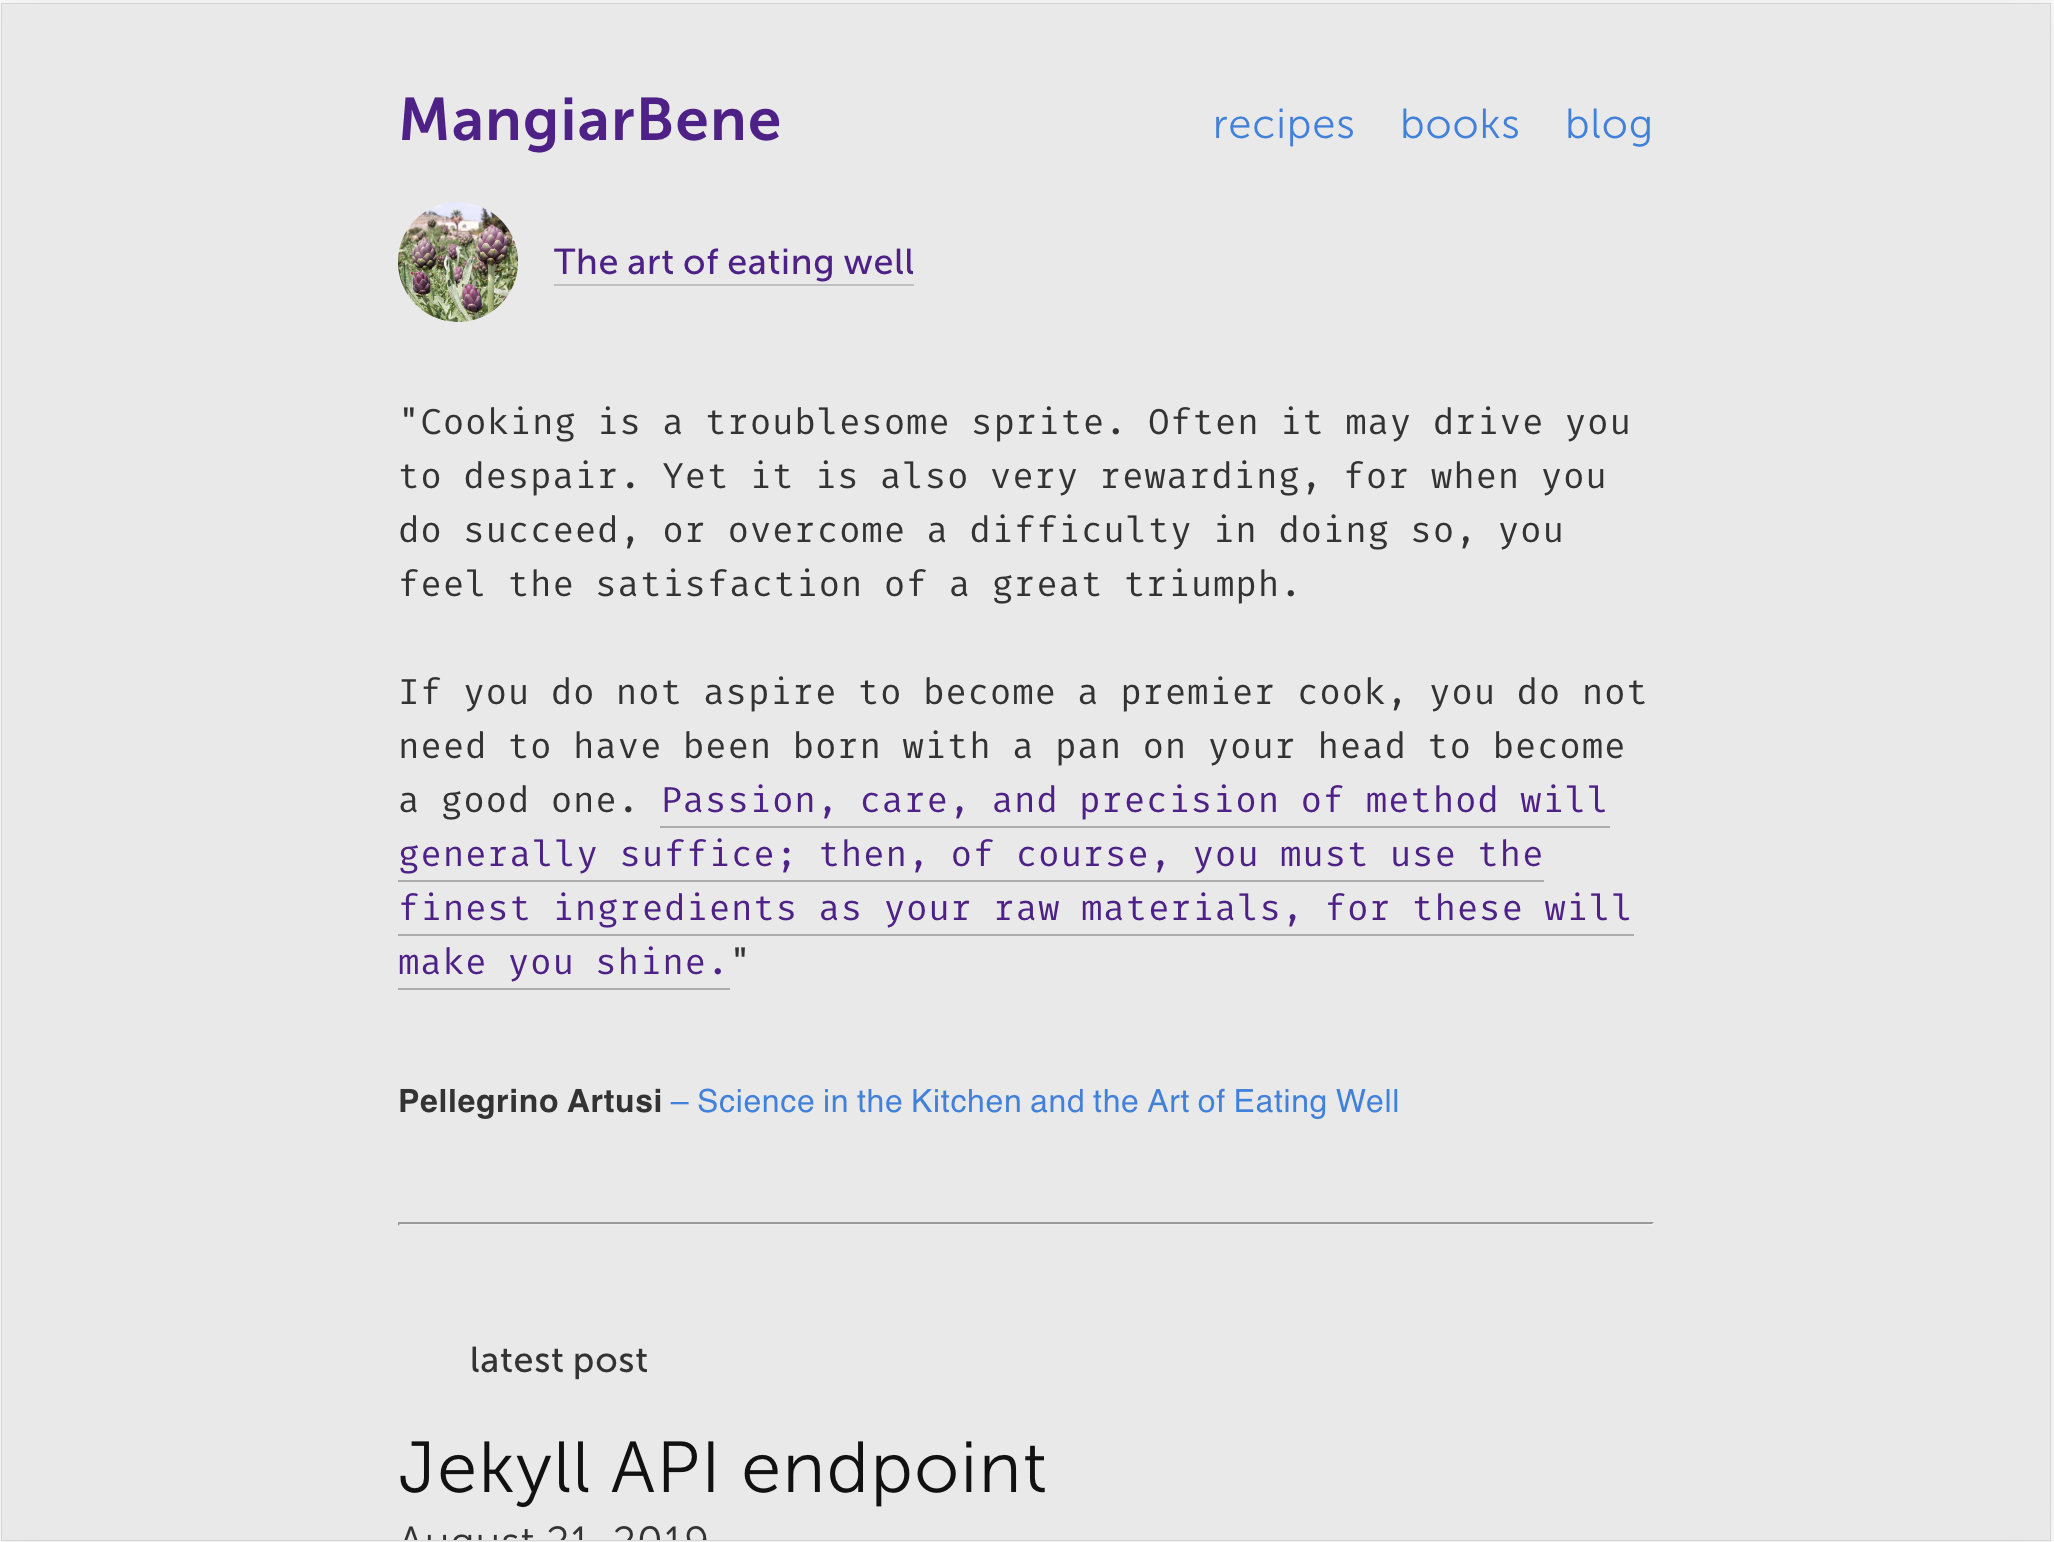 MangiarBene
recipes books blog
The art of eating well
"Cooking is a troublesome sprite. Often it may drive you
to despair. Yet it is also very rewarding, for when you
do succeed, or overcome a difficulty in doing so, you
feel the satisfaction of a great triumph.
If you do not aspire to become a premier cook, you do not
need to have been born with a pan on your head to become
a good one. Passion, care, and precision of method will
generally suffice; then, of course, you must use the
finest ingredients as your raw materials, for these will
make you shine."
Pellegrino Artusi – Science in the Kitchen and the Art of Eating Well
latest post
Jekyll API endpoint
August 21, 2019